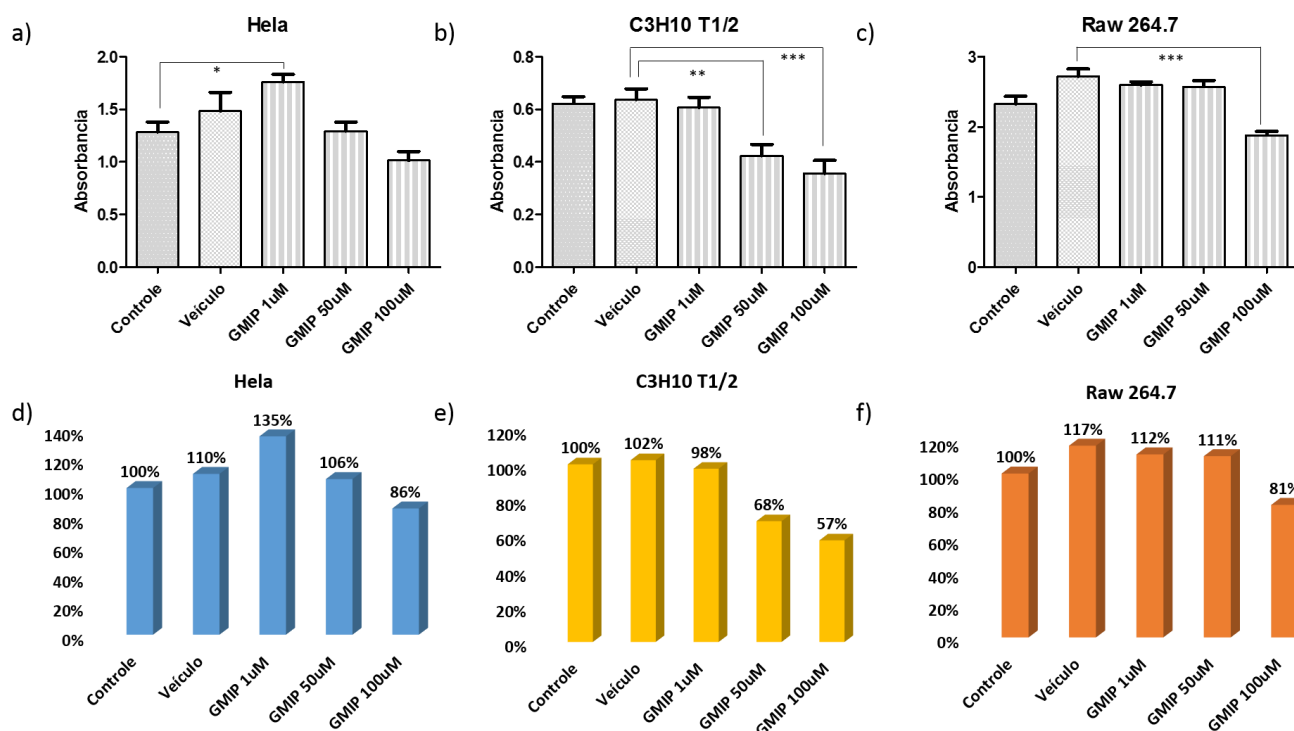 a)
Hela
Absorbancia
2.0
1.5
1.0
0.5
0.0
*
Controle
Veículo
GMIP 1uM
GMIP 50uM
GMIP 100uM
b)
C3H10 T1/2
Absorbancia
0.8
0.6
0.4
0.2
0.0
**
***
Controle
Veículo
GMIP 1uM
GMIP 50uM
GMIP 100uM
c)
Raw 264.7
Absorbancia
3
2
1
0
***
Controle
Veículo
GMIP 1uM
GMIP 50uM
GMIP 100uM
d)
Hela
140%
120%
100%
80%
60%
40%
20%
0%
100%
110%
135%
106%
86%
Controle
Veículo
GMIP 1uM
GMIP 50uM
GMIP 100uM
e)
C3H10 T1/2
120%
100%
80%
60%
40%
20%
0%
100%
102%
98%
68%
57%
Controle
Veículo
GMIP 1uM
GMIP 50uM
GMIP 100uM
f)
Raw 264.7
120%
100%
80%
60%
40%
20%
0%
100%
117%
112%
111%
81%
Controle
Veículo
GMIP 1uM
GMIP 50uM
GMIP 100uM